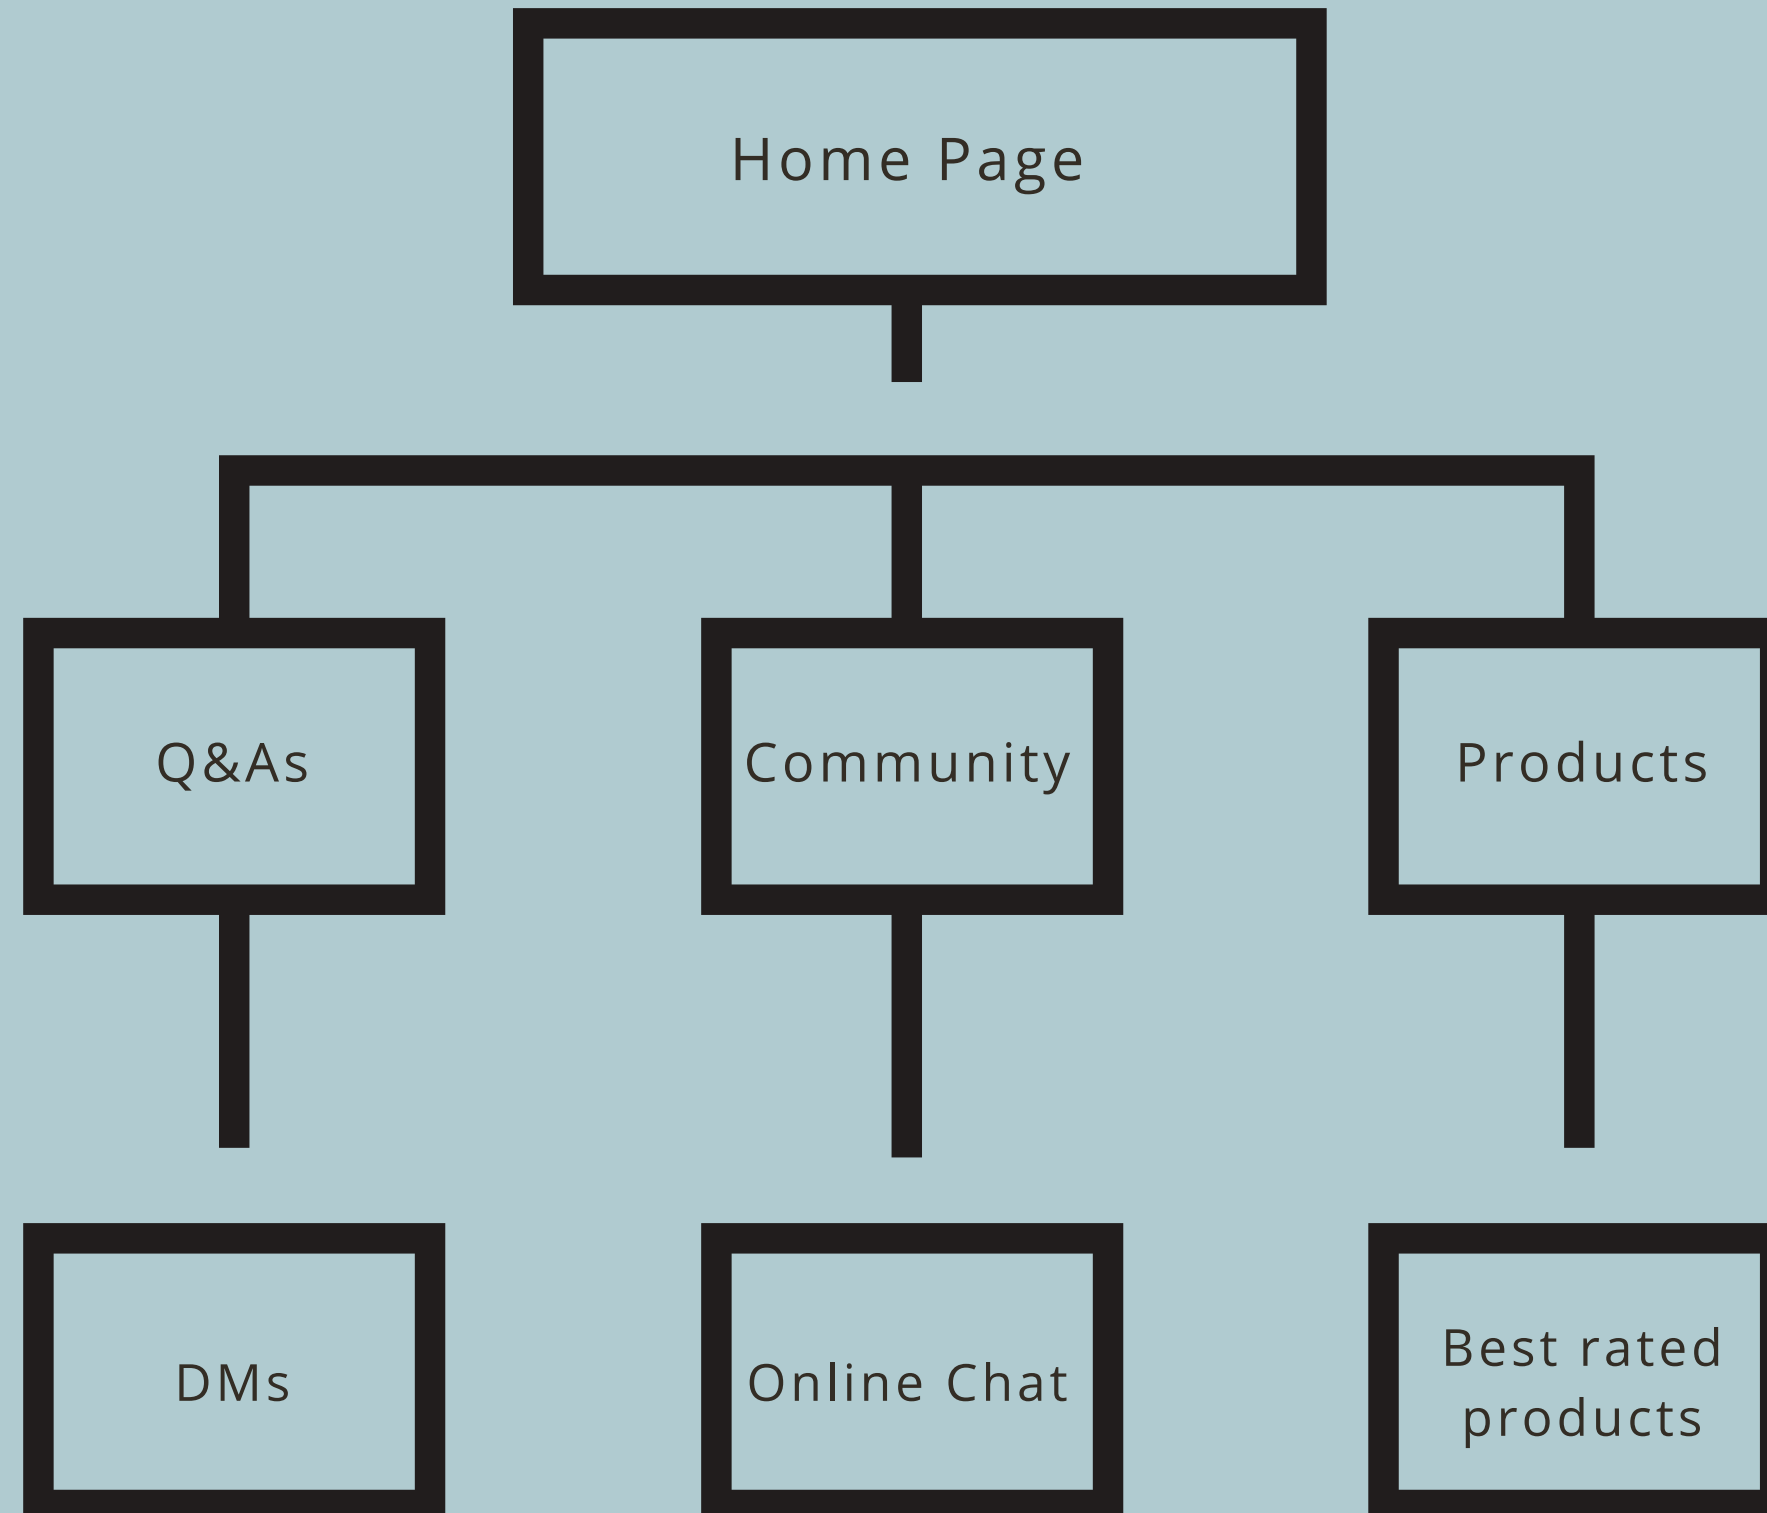 Home Page
Q&As
Community
Products
DMs
Online Chat
Best rated
products